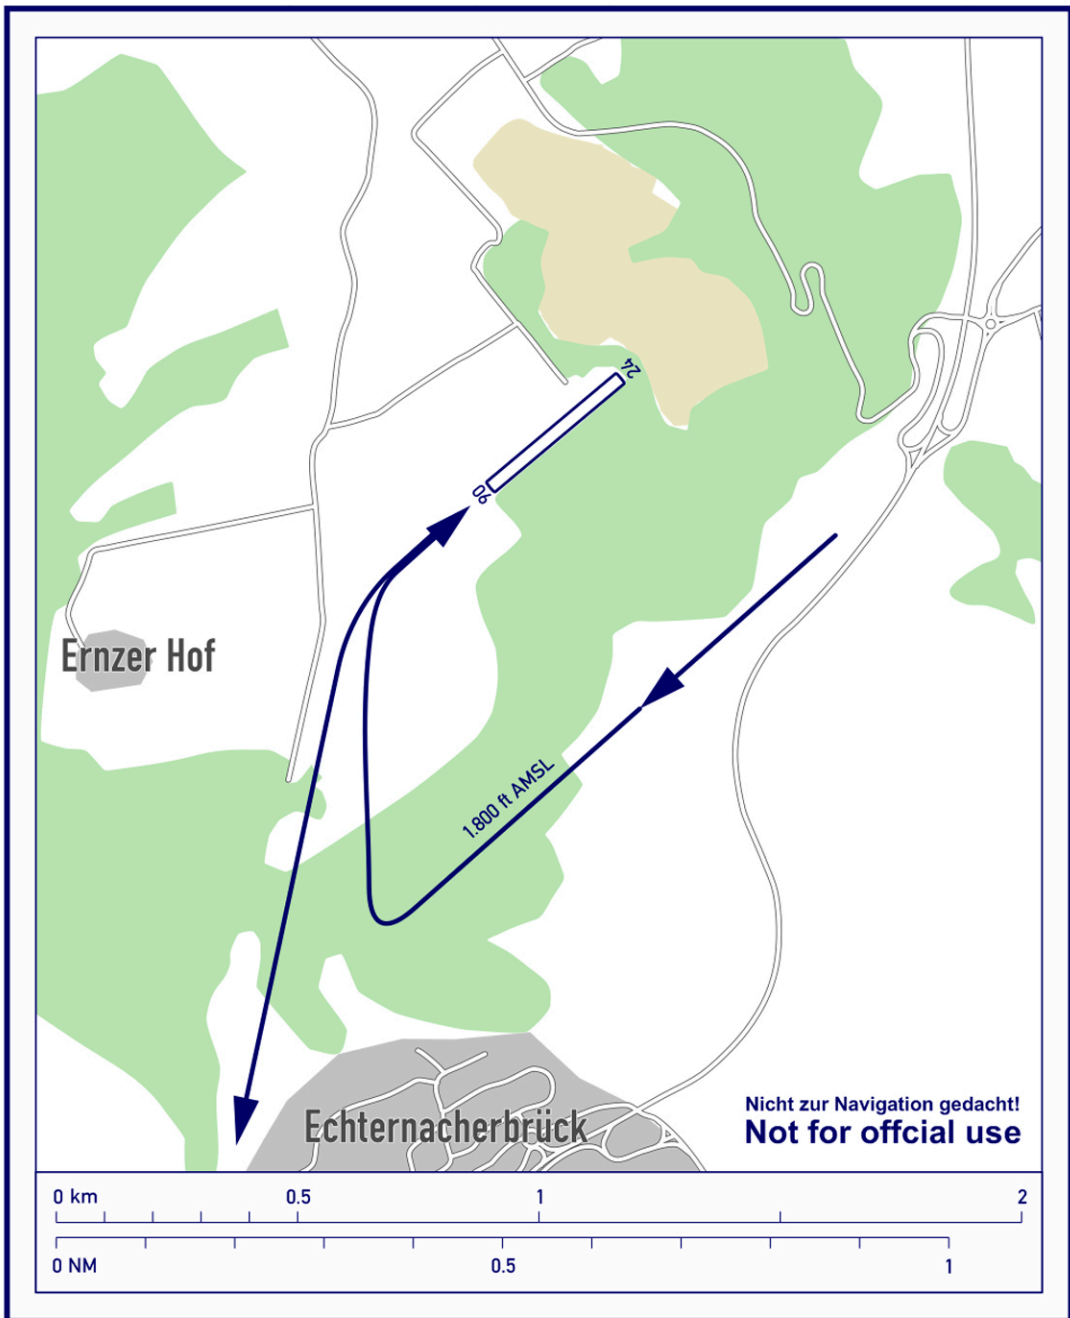 24
06
Ernzer Hof
1.800 ft AMSL
Echternacherbrück
Nicht zur Navigation gedacht!
Not for offcial use
0 km 0.5 1 2
0 NM 0.5 1